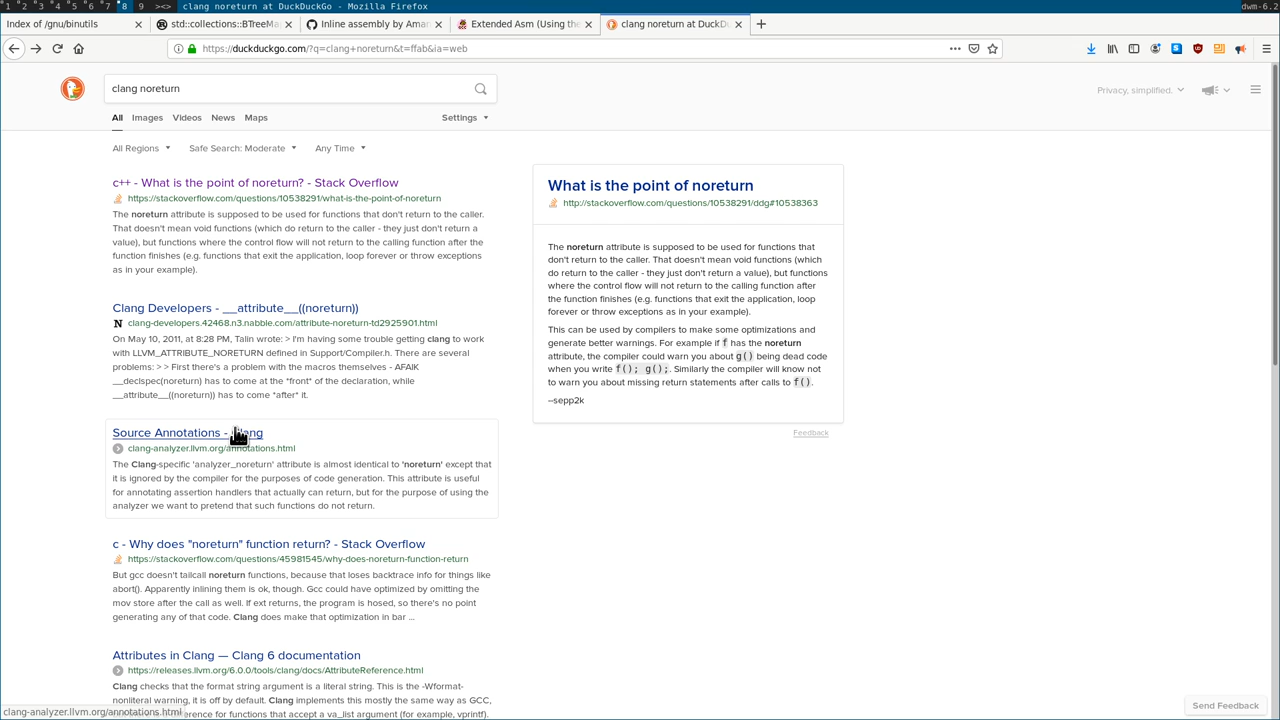 1 2 3 4 5 6 7 8 9 clang noreturn at DuckDuckGo - Mozilla Firefox dwm-6.2
Index of /gnu/binutils
std::collections::BTreeMap
Inline assembly by Aman
Extended Asm (Using the
clang noreturn at DuckDu
https://duckduckgo.com/?q=clang+noreturn&t=ffab&ia=web
clang noreturn
Privacy, simplified.
All Images Videos News Maps Settings
All Regions Safe Search: Moderate Any Time
c++ - What is the point of noreturn? - Stack Overflow
https://stackoverflow.com/questions/10538291/what-is-the-point-of-noreturn
The noreturn attribute is supposed to be used for functions that don't return to the caller.
That doesn't mean void functions (which do return to the caller - they just don't return a
value), but functions where the control flow will not return to the calling function after the
function finishes (e.g. functions that exit the application, loop forever or throw exceptions
as in your example).
Clang Developers - __attribute__((noreturn))
N clang-developers.42468.n3.nabble.com/attribute-noreturn-td2925901.html
On May 10, 2011, at 8:28 PM, Talin wrote: > I'm having some trouble getting clang to work
with LLVM_ATTRIBUTE_NORETURN defined in Support/Compiler.h. There are several
problems: > > First there's a problem with the macros themselves - AFAIK
__declspec(noreturn) has to come at the *front* of the declaration, while
__attribute__((noreturn)) has to come *after* it.
Source Annotations - Clang
clang-analyzer.llvm.org/annotations.html
The Clang-specific 'analyzer_noreturn' attribute is almost identical to 'noreturn' except that
it is ignored by the compiler for the purposes of code generation. This attribute is useful
for annotating assertion handlers that actually can return, but for the purpose of using the
analyzer we want to pretend that such functions do not return.
c - Why does "noreturn" function return? - Stack Overflow
https://stackoverflow.com/questions/45981545/why-does-noreturn-function-return
But gcc doesn't tailcall noreturn functions, because that loses backtrace info for things like
abort(). Apparently inlining them is ok, though. Gcc could have optimized by omitting the
mov store after the call as well. If ext returns, the program is hosed, so there's no point
generating any of that code. Clang does make that optimization in bar ...
Attributes in Clang — Clang 6 documentation
https://releases.llvm.org/6.0.0/tools/clang/docs/AttributeReference.html
Clang checks that the format string argument is a literal string. This is the -Wformat-
nonliteral warning, it is off by default. Clang implements this mostly the same way as GCC,
erence for functions that accept a va_list argument (for example, vprintf).
clang-analyzer.llvm.org/annotations.html
What is the point of noreturn
http://stackoverflow.com/questions/10538291/ddg#10538363
The noreturn attribute is supposed to be used for functions that
don't return to the caller. That doesn't mean void functions (which
do return to the caller - they just don't return a value), but functions
where the control flow will not return to the calling function after
the function finishes (e.g. functions that exit the application, loop
forever or throw exceptions as in your example).
This can be used by compilers to make some optimizations and
generate better warnings. For example if f has the noreturn
attribute, the compiler could warn you about g() being dead code
when you write f(); g();. Similarly the compiler will know not
to warn you about missing return statements after calls to f().
--sepp2k
Feedback
Send Feedback